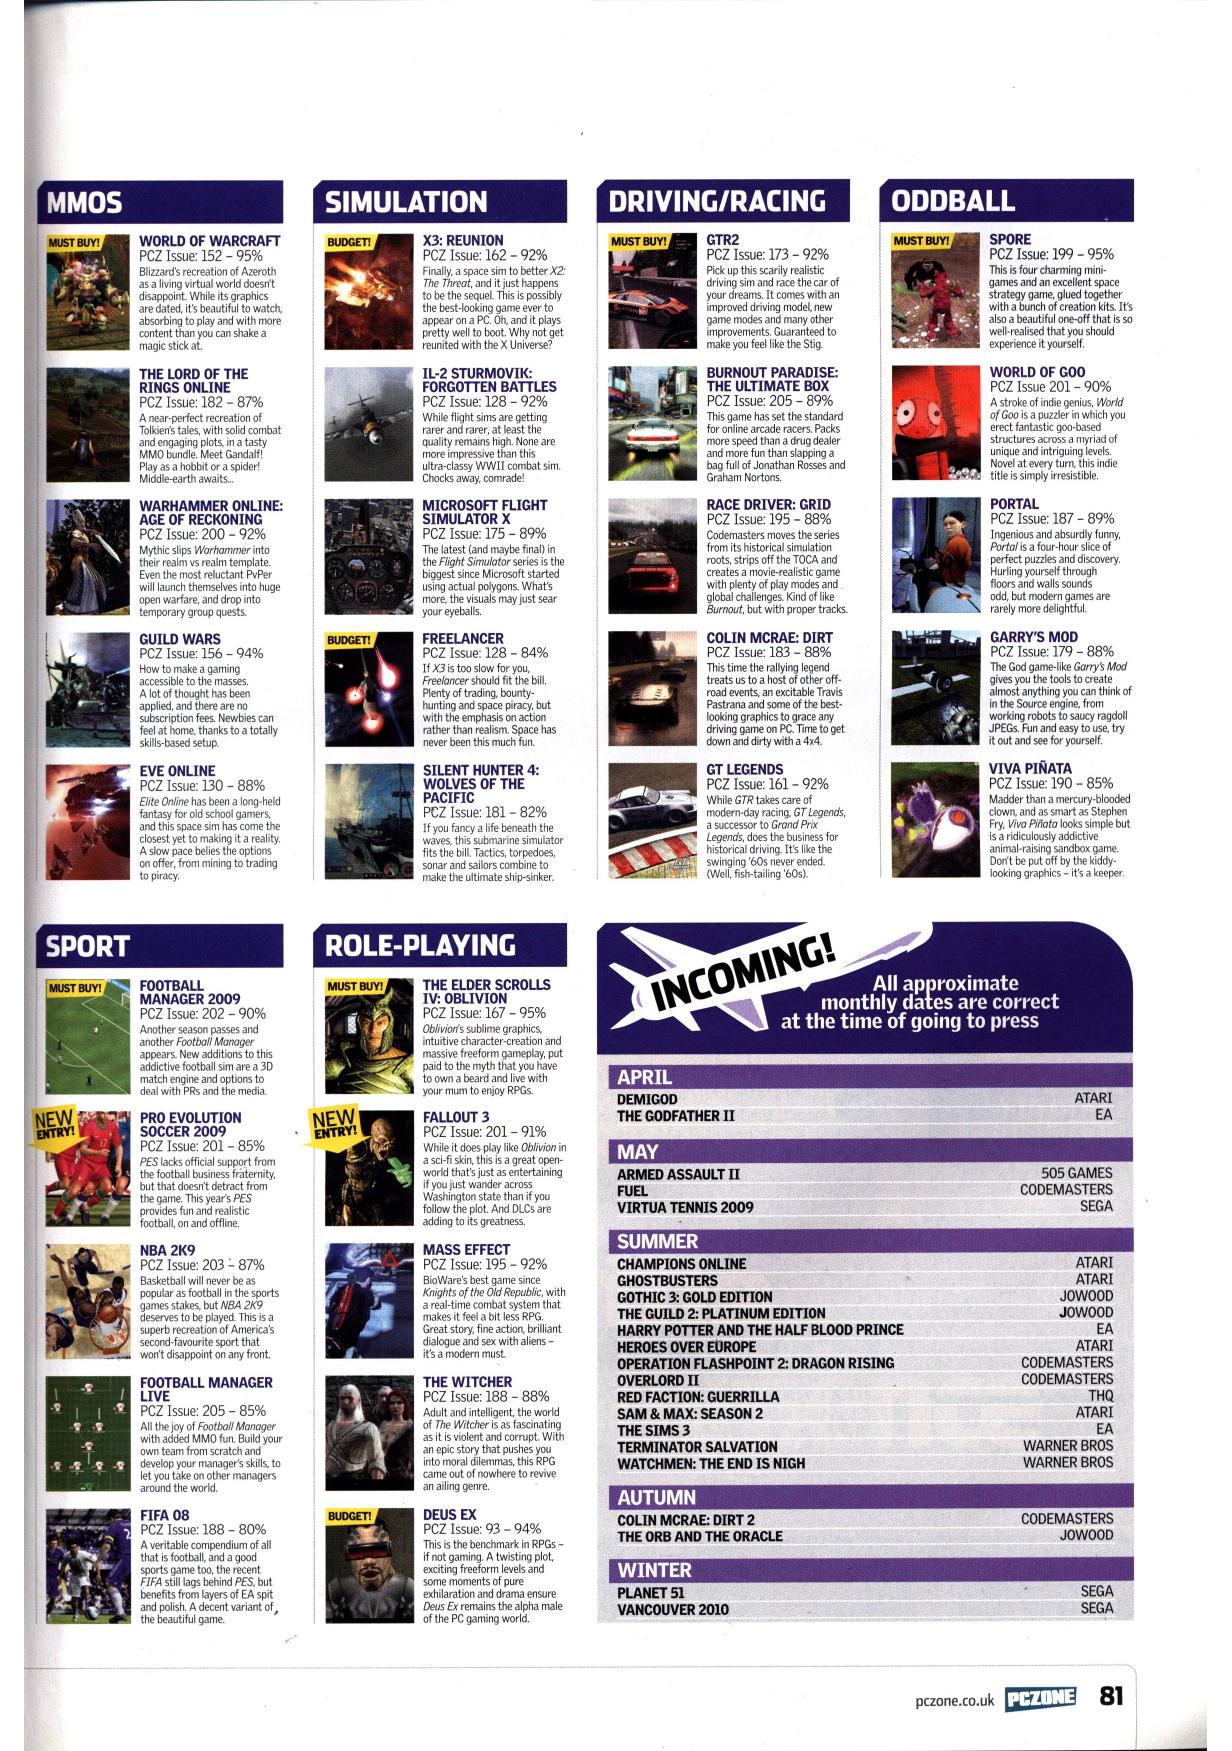 MMOS
MUST BUY!
WORLD OF WARCRAFT
PCZ Issue: 152 – 95%
Blizzard's recreation of Azeroth
as a living virtual world doesn't
disappoint. While its graphics
are dated, it's beautiful to watch,
absorbing to play and with more
content than you can shake a
magic stick at.
THE LORD OF THE
RINGS ONLINE
PCZ Issue: 182 – 87%
A near-perfect recreation of
Tolkien's tales, with solid combat
and engaging plots, in a tasty
MMO bundle. Meet Gandalf!
Play as a hobbit or a spider!
Middle-earth awaits...
WARHAMMER ONLINE:
AGE OF RECKONING
PCZ Issue: 200 – 92%
Mythic slips Warhammer into
their realm vs realm template.
Even the most reluctant PvPer
will launch themselves into huge
open warfare, and drop into
temporary group quests.
GUILD WARS
PCZ Issue: 156 – 94%
How to make a gaming
accessible to the masses.
A lot of thought has been
applied, and there are no
subscription fees. Newbies can
feel at home, thanks to a totally
skills-based setup.
EVE ONLINE
PCZ Issue: 130 – 88%
Elite Online has been a long-held
fantasy for old school gamers,
and this space sim has come the
closest yet to making it a reality.
A slow pace belies the options
on offer, from mining to trading
to piracy.
SIMULATION
BUDGET!
X3: REUNION
PCZ Issue: 162 – 92%
Finally, a space sim to better X2:
The Threat, and it just happens
to be the sequel. This is possibly
the best-looking game ever to
appear on a PC. Oh, and it plays
pretty well to boot. Why not get
reunited with the X Universe?
IL-2 STURMOVIK:
FORGOTTEN BATTLES
PCZ Issue: 128 – 92%
While flight sims are getting
rarer and rarer, at least the
quality remains high. None are
more impressive than this
ultra-classy WWII combat sim.
Chocks away, comrade!
MICROSOFT FLIGHT
SIMULATOR X
PCZ Issue: 175 – 89%
The latest (and maybe final) in
the Flight Simulator series is the
biggest since Microsoft started
using actual polygons. What's
more, the visuals may just sear
your eyeballs.
BUDGET!
FREELANCER
PCZ Issue: 128 – 84%
If X3 is too slow for you,
Freelancer should fit the bill.
Plenty of trading, bounty-
hunting and space piracy, but
with the emphasis on action
rather than realism. Space has
never been this much fun.
SILENT HUNTER 4:
WOLVES OF THE
PACIFIC
PCZ Issue: 181 – 82%
If you fancy a life beneath the
waves, this submarine simulator
fits the bill. Tactics, torpedoes,
sonar and sailors combine to
make the ultimate ship-sinker.
DRIVING/RACING
MUST BUY!
GTR2
PCZ Issue: 173 – 92%
Pick up this scarily realistic
driving sim and race the car of
your dreams. It comes with an
improved driving model, new
game modes and many other
improvements. Guaranteed to
make you feel like the Stig.
BURNOUT PARADISE:
THE ULTIMATE BOX
PCZ Issue: 205 – 89%
This game has set the standard
for online arcade racers. Packs
more speed than a drug dealer
and more fun than slapping a
bag full of Jonathan Rosses and
Graham Nortons.
RACE DRIVER: GRID
PCZ Issue: 195 – 88%
Codemasters moves the series
from its historical simulation
roots, strips off the TOCA and
creates a movie-realistic game
with plenty of play modes and
global challenges. Kind of like
Burnout, but with proper tracks.
COLIN MCRAE: DIRT
PCZ Issue: 183 – 88%
This time the rallying legend
treats us to a host of other off-
road events, an excitable Travis
Pastrana and some of the best-
looking graphics to grace any
driving game on PC. Time to get
down and dirty with a 4x4.
GT LEGENDS
PCZ Issue: 161 – 92%
While GTR takes care of
modern-day racing, GT Legends,
a successor to Grand Prix
Legends, does the business for
historical driving. It's like the
swinging '60s never ended.
(Well, fish-tailing '60s).
ODDBALL
MUST BUY!
SPORE
PCZ Issue: 199 – 95%
This is four charming mini-
games and an excellent space
strategy game, glued together
with a bunch of creation kits. It's
also a beautiful one-off that is so
well-realised that you should
experience it yourself.
WORLD OF GOO
PCZ Issue 201 – 90%
A stroke of indie genius, World
of Goo is a puzzler in which you
erect fantastic goo-based
structures across a myriad of
unique and intriguing levels.
Novel at every turn, this indie
title is simply irresistible.
PORTAL
PCZ Issue: 187 – 89%
Ingenious and absurdly funny,
Portal is a four-hour slice of
perfect puzzles and discovery.
Hurling yourself through
floors and walls sounds
odd, but modern games are
rarely more delightful.
GARRY'S MOD
PCZ Issue: 179 – 88%
The God game-like Garry's Mod
gives you the tools to create
almost anything you can think of
in the Source engine, from
working robots to saucy ragdoll
JPEGs. Fun and easy to use, try
it out and see for yourself.
VIVA PIÑATA
PCZ Issue: 190 – 85%
Madder than a mercury-blooded
clown, and as smart as Stephen
Fry, Viva Piñata looks simple but
is a ridiculously addictive
animal-raising sandbox game.
Don't be put off by the kiddy-
looking graphics – it's a keeper.
SPORT
MUST BUY!
FOOTBALL
MANAGER 2009
PCZ Issue: 202 – 90%
Another season passes and
another Football Manager
appears. New additions to this
addictive football sim are a 3D
match engine and options to
deal with PRs and the media.
NEW
ENTRY!
PRO EVOLUTION
SOCCER 2009
PCZ Issue: 201 – 85%
PES lacks official support from
the football business fraternity,
but that doesn't detract from
the game. This year's PES
provides fun and realistic
football, on and offline.
NBA 2K9
PCZ Issue: 203 – 87%
Basketball will never be as
popular as football in the sports
games stakes, but NBA 2K9
deserves to be played. This is a
superb recreation of America's
second-favourite sport that
won't disappoint on any front.
FOOTBALL MANAGER
LIVE
PCZ Issue: 205 – 85%
All the joy of Football Manager
with added MMO fun. Build your
own team from scratch and
develop your manager's skills, to
let you take on other managers
around the world.
FIFA 08
PCZ Issue: 188 – 80%
A veritable compendium of all
that is football, and a good
sports game too, the recent
FIFA still lags behind PES, but
benefits from layers of EA spit
and polish. A decent variant of
the beautiful game.
ROLE-PLAYING
MUST BUY!
THE ELDER SCROLLS
IV: OBLIVION
PCZ Issue: 167 – 95%
Oblivion's sublime graphics,
intuitive character-creation and
massive freeform gameplay, put
paid to the myth that you have
to own a beard and live with
your mum to enjoy RPGs.
NEW
ENTRY!
FALLOUT 3
PCZ Issue: 201 – 91%
While it does play like Oblivion in
a sci-fi skin, this is a great open-
world that's just as entertaining
if you just wander across
Washington state than if you
follow the plot. And DLCs are
adding to its greatness.
MASS EFFECT
PCZ Issue: 195 – 92%
BioWare's best game since
Knights of the Old Republic, with
a real-time combat system that
makes it feel a bit less RPG.
Great story, fine action, brilliant
dialogue and sex with aliens –
it's a modern must.
THE WITCHER
PCZ Issue: 188 – 88%
Adult and intelligent, the world
of The Witcher is as fascinating
as it is violent and corrupt. With
an epic story that pushes you
into moral dilemmas, this RPG
came out of nowhere to revive
an ailing genre.
BUDGET!
DEUS EX
PCZ Issue: 93 – 94%
This is the benchmark in RPGs –
if not gaming. A twisting plot,
exciting freeform levels and
some moments of pure
exhilaration and drama ensure
Deus Ex remains the alpha male
of the PC gaming world.
INCOMING!
All approximate
monthly dates are correct
at the time of going to press
APRIL
DEMIGOD ATARI
THE GODFATHER II EA
MAY
ARMED ASSAULT II 505 GAMES
FUEL CODEMASTERS
VIRTUA TENNIS 2009 SEGA
SUMMER
CHAMPIONS ONLINE ATARI
GHOSTBUSTERS ATARI
GOTHIC 3: GOLD EDITION JOWOOD
THE GUILD 2: PLATINUM EDITION JOWOOD
HARRY POTTER AND THE HALF BLOOD PRINCE EA
HEROES OVER EUROPE ATARI
OPERATION FLASHPOINT 2: DRAGON RISING CODEMASTERS
OVERLORD II CODEMASTERS
RED FACTION: GUERRILLA THQ
SAM & MAX: SEASON 2 ATARI
THE SIMS 3 EA
TERMINATOR SALVATION WARNER BROS
WATCHMEN: THE END IS NIGH WARNER BROS
AUTUMN
COLIN MCRAE: DIRT 2 CODEMASTERS
THE ORB AND THE ORACLE JOWOOD
WINTER
PLANET 51 SEGA
VANCOUVER 2010 SEGA
pczone.co.uk PCZONE 81